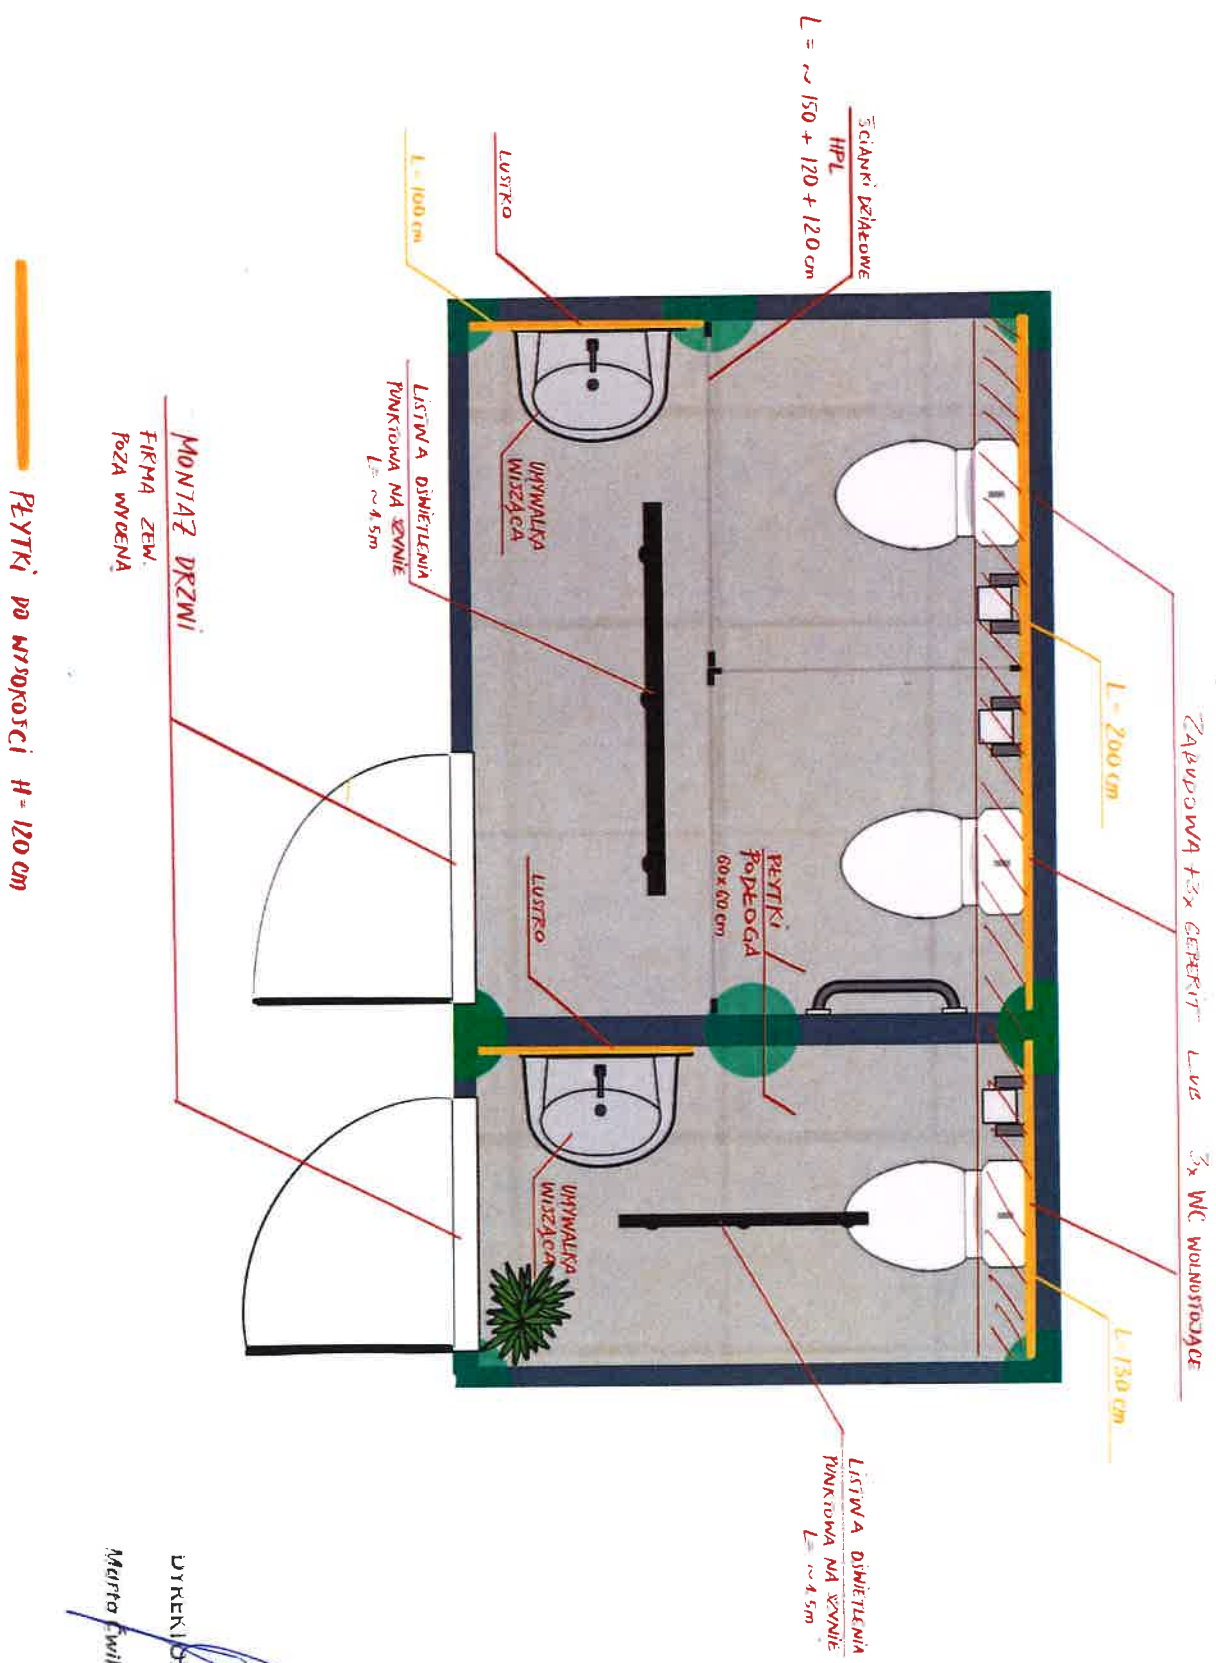 ZABUDOWA + 3x GEBERIT LUB 3x WC WOLNOSTOJĄCE
L = 200 cm
L = 130 cm
ŚCIANKI DZIAŁOWE
HPL
L = ~ 150 + 120 + 120 cm
LUSTRO
L = 100 cm
PŁYTKI
PODŁOGA
60x60 cm
UMYWALKA
WISZĄCA
LISTWA OŚWIETLENIA
PUNKTOWA NA SZYNIE
L = ~ 1.5m
LUSTRO
UMYWALKA
WISZĄCA
LISTWA OŚWIETLENIA
PUNKTOWA NA SZYNIE
L = ~ 1.5m
MONTAŻ DRZWI
FIRMA ZEW.
POZA WYCENĄ
PŁYTKI DO WYSOKOŚCI H = 120 cm
Marta